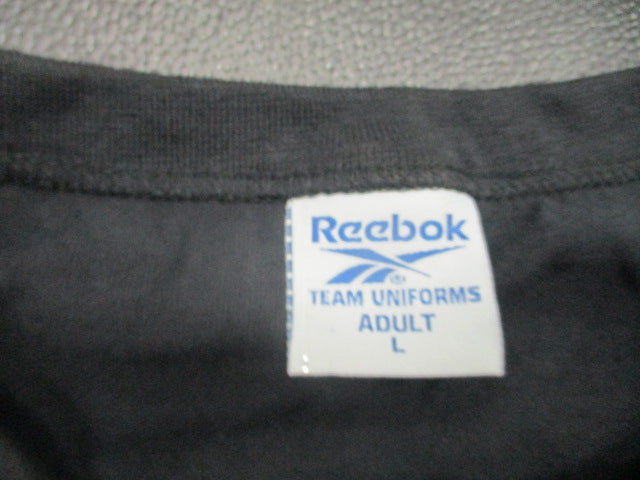 Reebok
®
TEAM UNIFORMS
ADULT
L